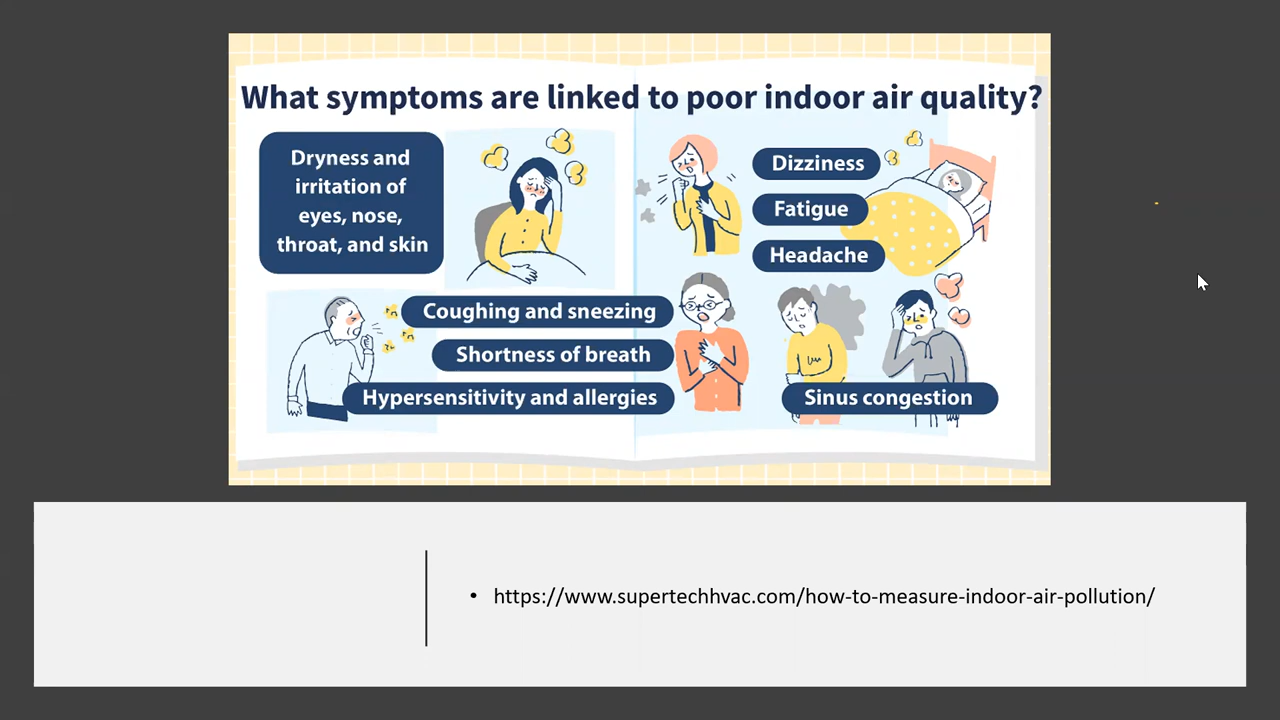 What symptoms are linked to poor indoor air quality?
Dryness and
irritation of
eyes, nose,
throat, and skin
Dizziness
Fatigue
Headache
Coughing and sneezing
Shortness of breath
Hypersensitivity and allergies
Sinus congestion
• https://www.supertechhvac.com/how-to-measure-indoor-air-pollution/